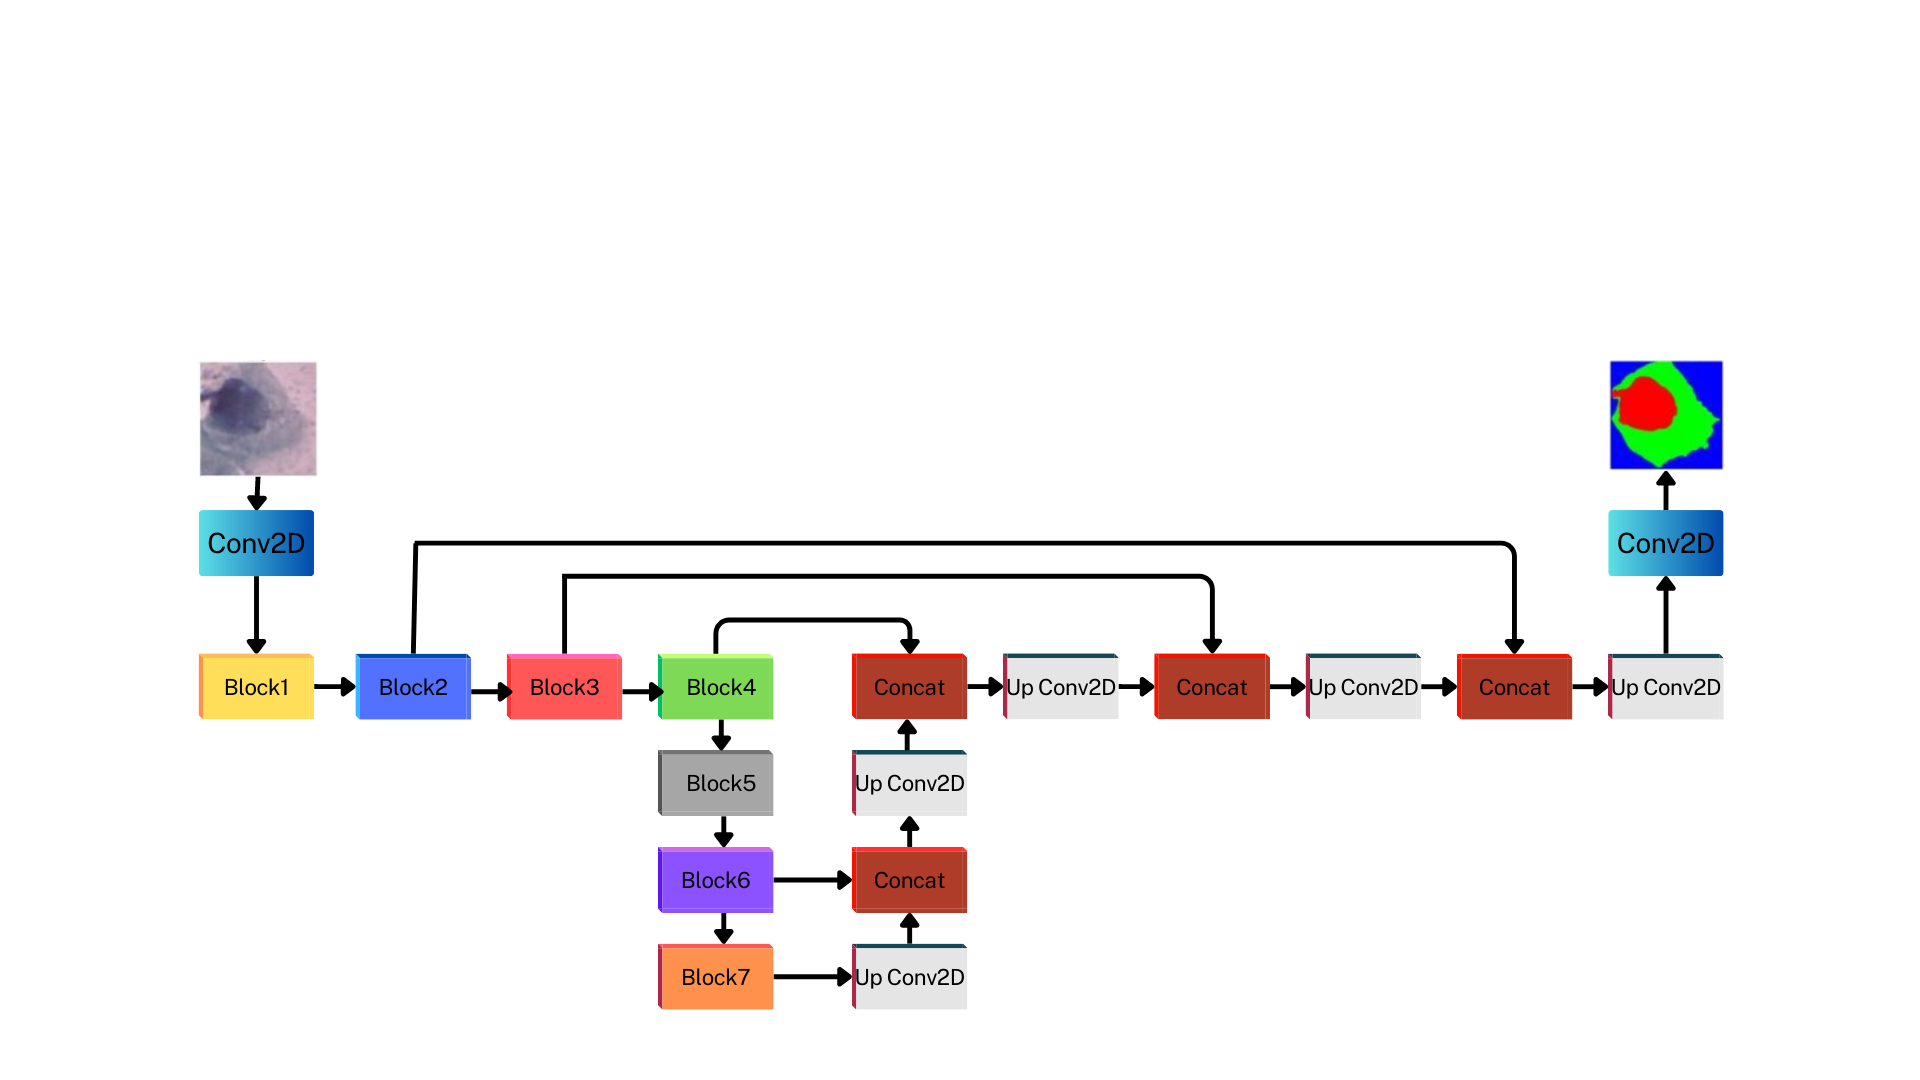 Conv2D
Conv2D
Block1
Block2
Block3
Block4
Concat
Up Conv2D
Concat
Up Conv2D
Concat
Up Conv2D
Block5
Up Conv2D
Block6
Concat
Block7
Up Conv2D